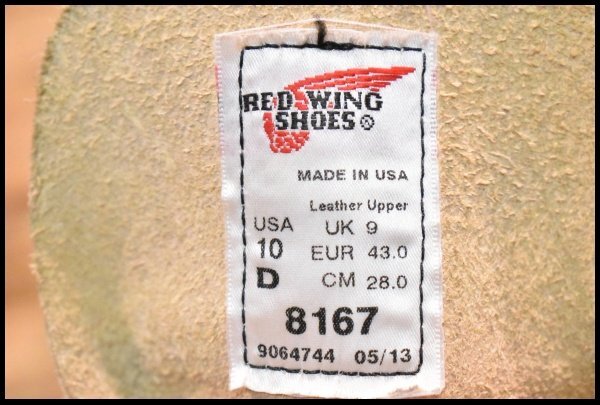 RED WING
SHOES®
MADE IN USA
Leather Upper
USA UK 9
10 EUR 43.0
D CM 28.0
8167
9064744 05/13